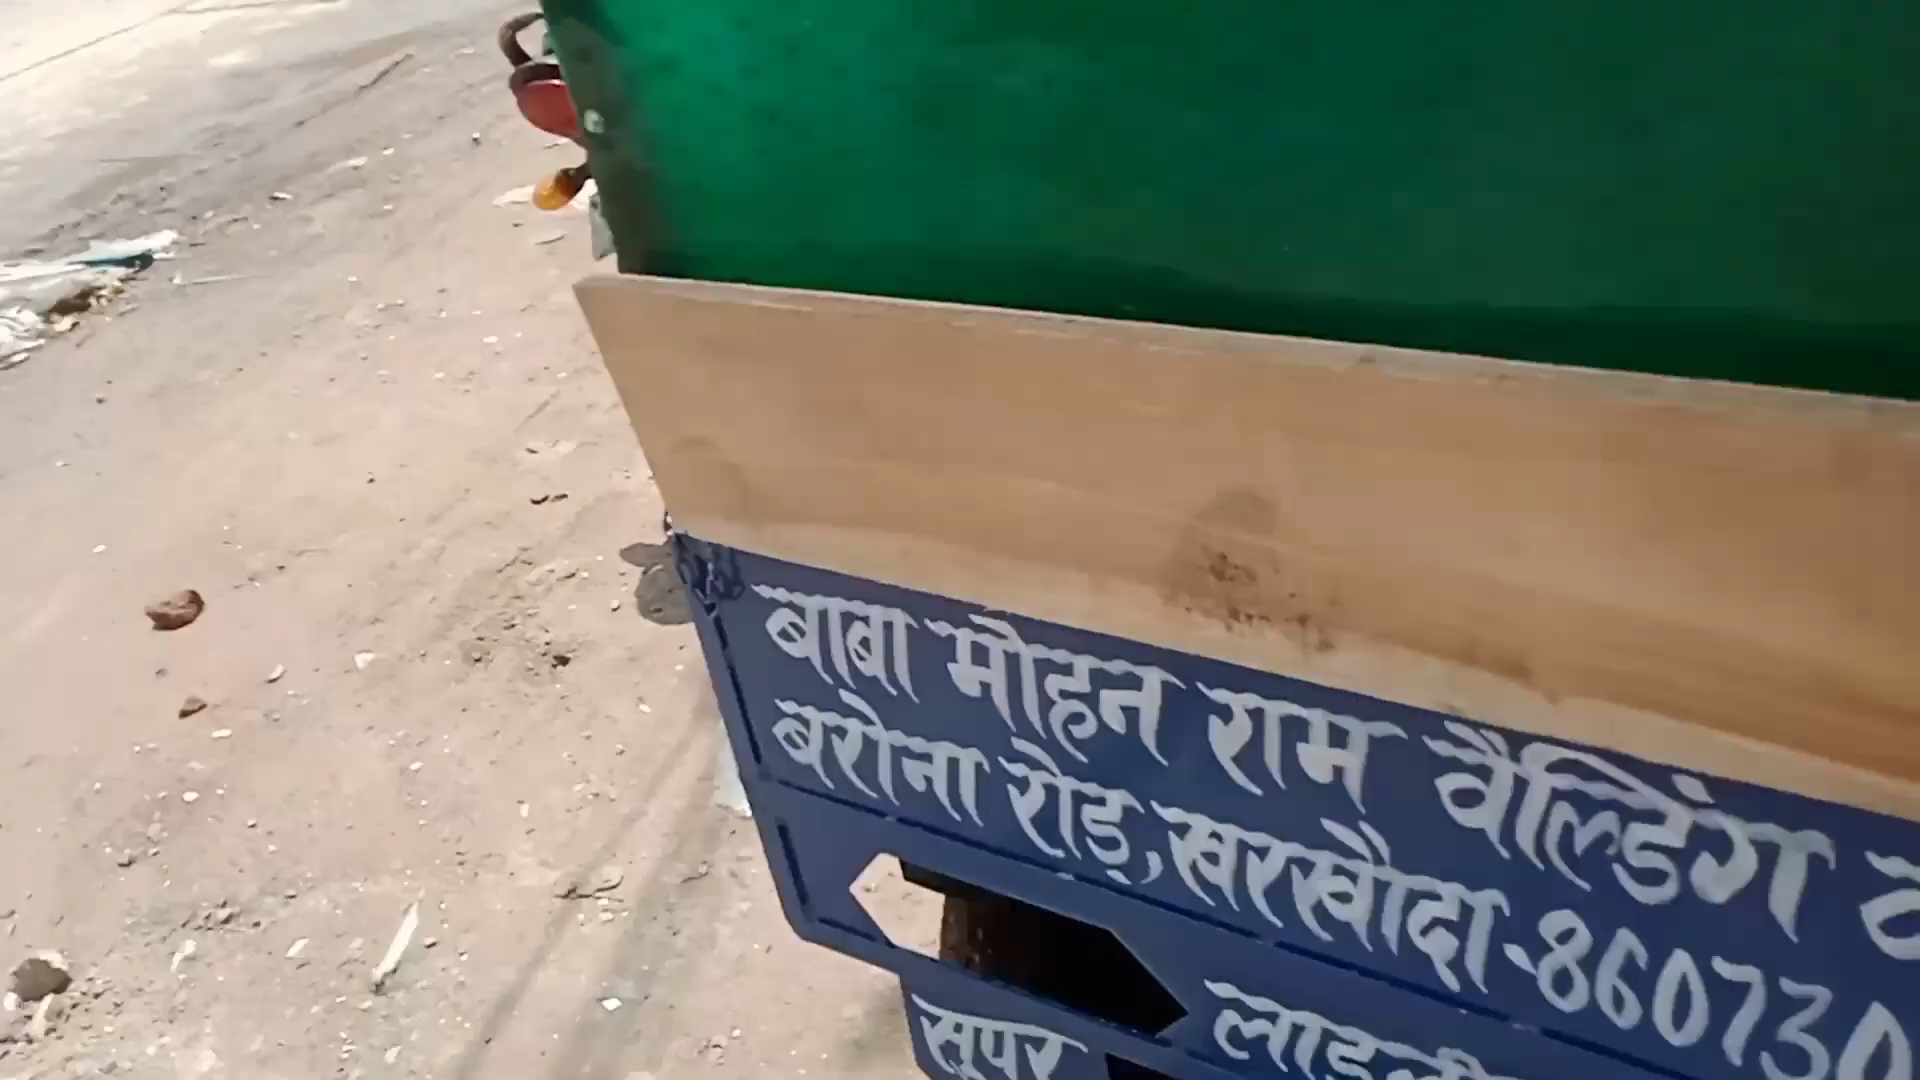 बाबा मोहन राम वैल्डिंग
बरोना रोड़, खरखौदा-860730
सूपर